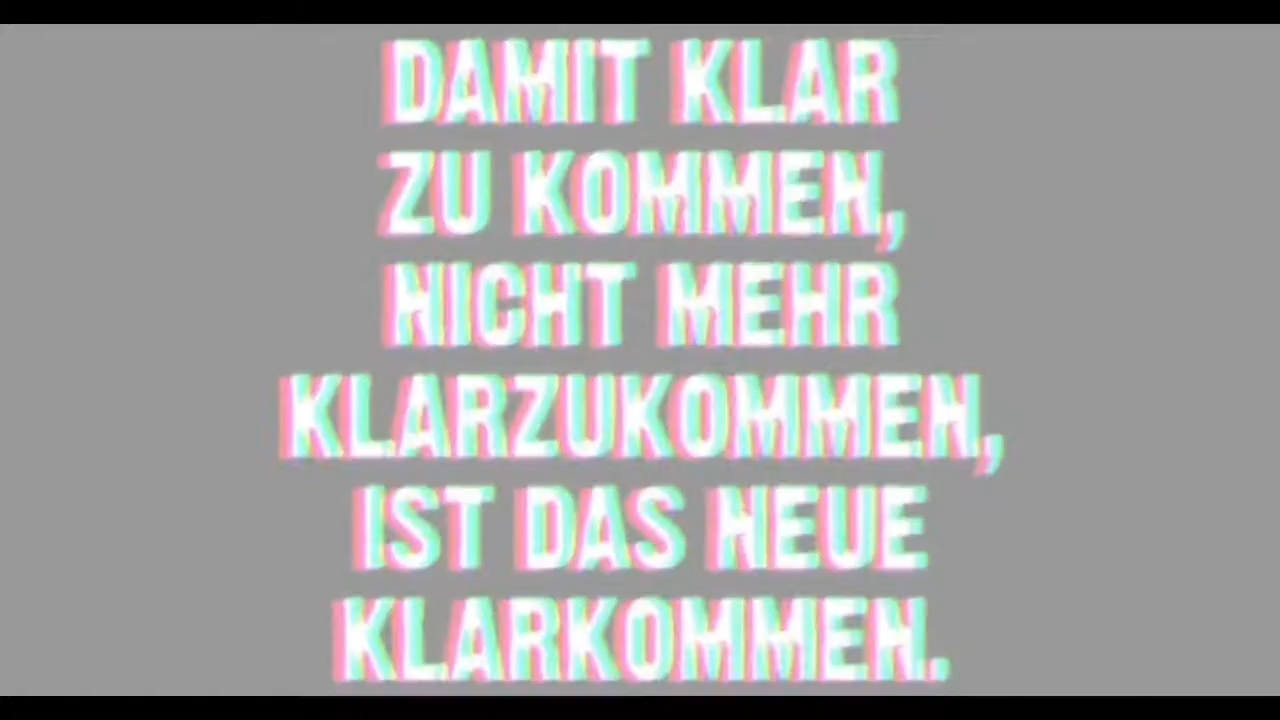 DAMIT KLAR
ZU KOMMEN,
NICHT MEHR
KLARZUKOMMEN,
IST DAS NEUE
KLARKOMMEN.